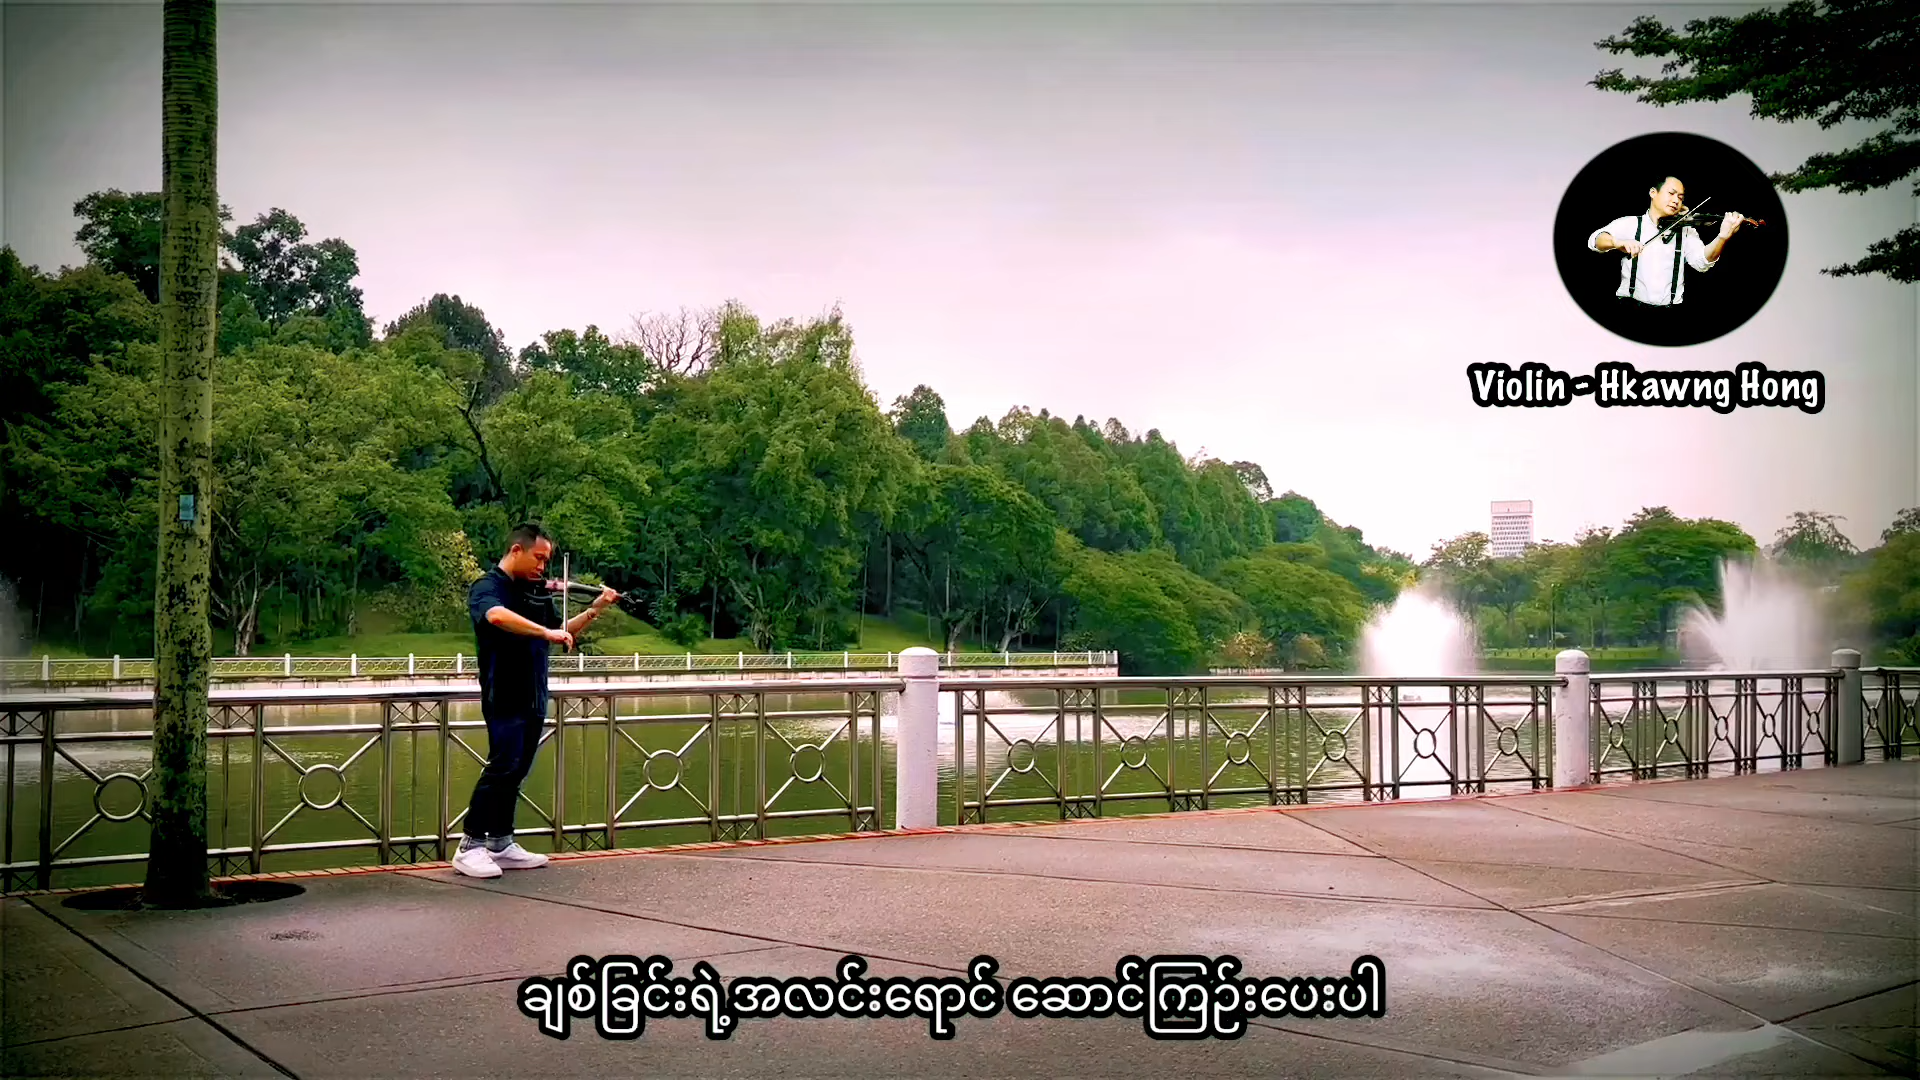 Violin - Hkawng Hong
ချစ်ခြင်းရဲ့အလင်းရောင် ဆောင်ကြဉ်းပေးပါ